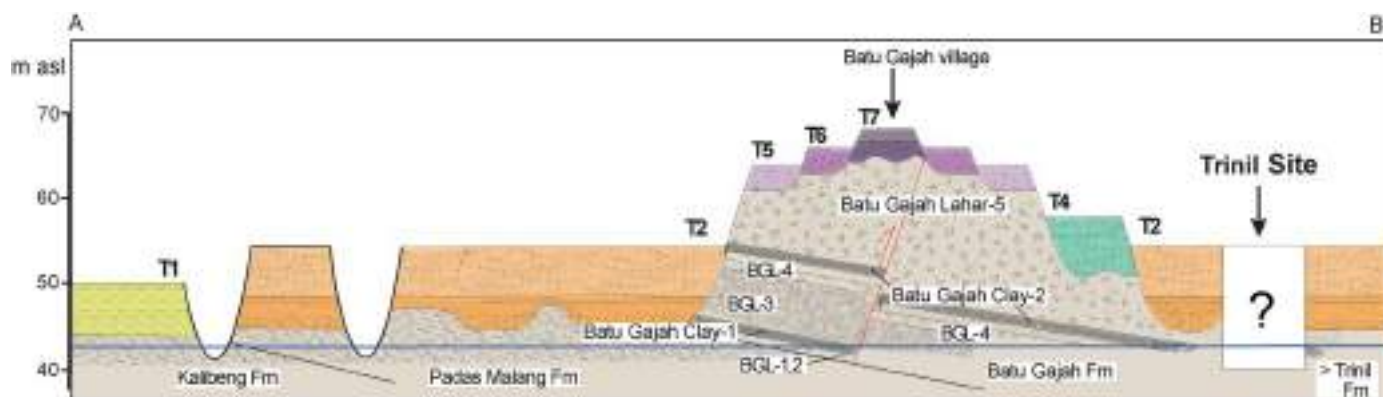 A
B
m asl
Batu Gajah village
70
T7
T6
T5
Trinil Site
60
Batu Gajah Lahar-5
T4
T2
T2
BGL-4
T1
50
Batu Gajah Clay-2
BGL-3
?
Batu Gajah Clay-1
BGL-4
BGL-1,2
40
Kalibeng Fm
Padas Malang Fm
Batu Gajah Fm
> Trinil
Fm